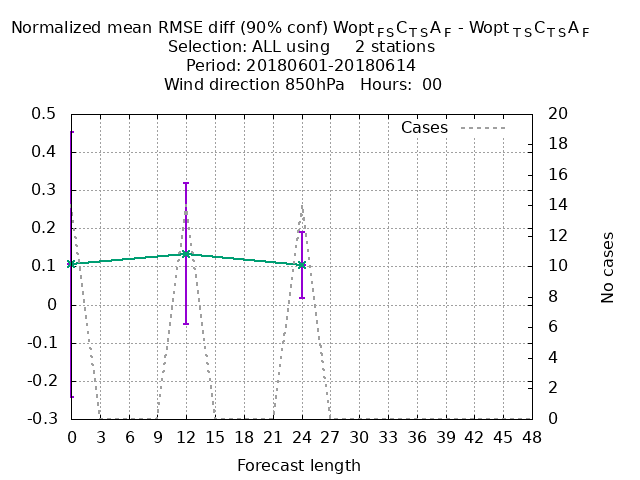 Normalized mean RMSE diff (90% conf) Wopt FS C T S A F - Wopt T S C T S A F
Selection: ALL using 2 stations
Period: 20180601-20180614
Wind direction 850hPa Hours: 00
Cases
0.5
0.4
0.3
0.2
0.1
0
-0.1
-0.2
-0.3
20
18
16
14
12
10
8
6
4
2
0
No cases
0 3 6 9 12 15 18 21 24 27 30 33 36 39 42 45 48
Forecast length